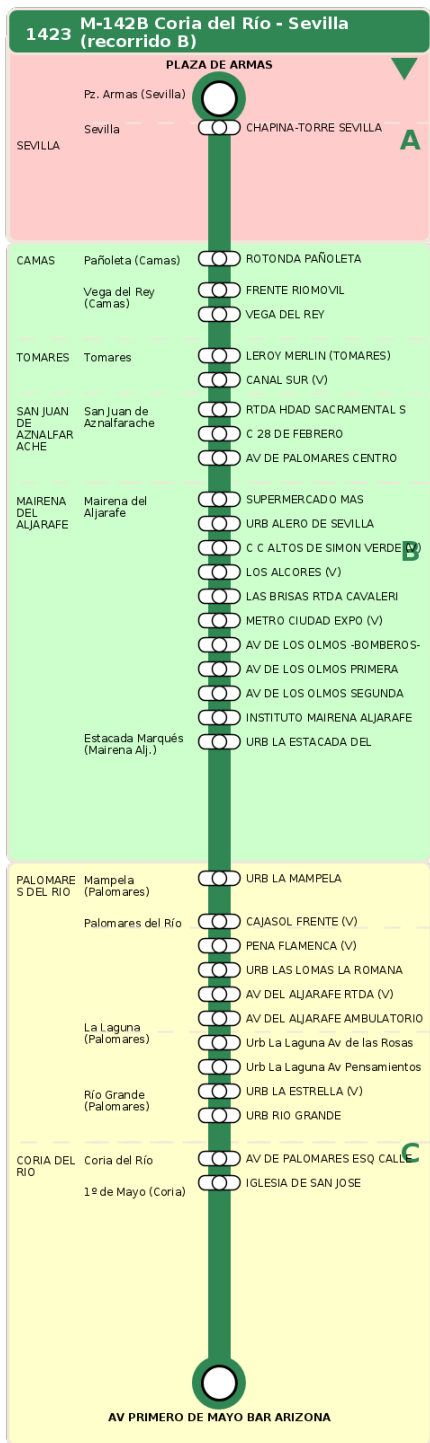 1423
M-142B Coria del Río - Sevilla
(recorrido B)
PLAZA DE ARMAS
Pz. Armas (Sevilla)
SEVILLA
Sevilla
CHAPINA-TORRE SEVILLA
A
CAMAS
Pañoleta (Camas)
ROTONDA PAÑOLETA
Vega del Rey
(Camas)
FRENTE RIOMOVIL
VEGA DEL REY
TOMARES
Tomares
LEROY MERLIN (TOMARES)
CANAL SUR (V)
SAN JUAN
DE
AZNALFAR
ACHE
San Juan de
Aznalfarache
RTDA HDAD SACRAMENTAL S
C 28 DE FEBRERO
AV DE PALOMARES CENTRO
MAIRENA
DEL
ALJARAFE
Mairena del
Aljarafe
SUPERMERCADO MAS
URB ALERO DE SEVILLA
C C ALTOS DE SIMON VERDE (V)
B
LOS ALCORES (V)
LAS BRISAS RTDA CAVALERI
METRO CIUDAD EXPO (V)
AV DE LOS OLMOS -BOMBEROS-
AV DE LOS OLMOS PRIMERA
AV DE LOS OLMOS SEGUNDA
INSTITUTO MAIRENA ALJARAFE
Estacada Marqués
(Mairena Alj.)
URB LA ESTACADA DEL
PALOMARE
S DEL RIO
Mampela
(Palomares)
URB LA MAMPELA
Palomares del Río
CAJASOL FRENTE (V)
PENA FLAMENCA (V)
URB LAS LOMAS LA ROMANA
AV DEL ALJARAFE RTDA (V)
AV DEL ALJARAFE AMBULATORIO
La Laguna
(Palomares)
Urb La Laguna Av de las Rosas
Urb La Laguna Av Pensamientos
Río Grande
(Palomares)
URB LA ESTRELLA (V)
URB RIO GRANDE
CORIA DEL
RIO
Coria del Río
AV DE PALOMARES ESQ CALLE
C
1º de Mayo (Coria)
IGLESIA DE SAN JOSE
AV PRIMERO DE MAYO BAR ARIZONA